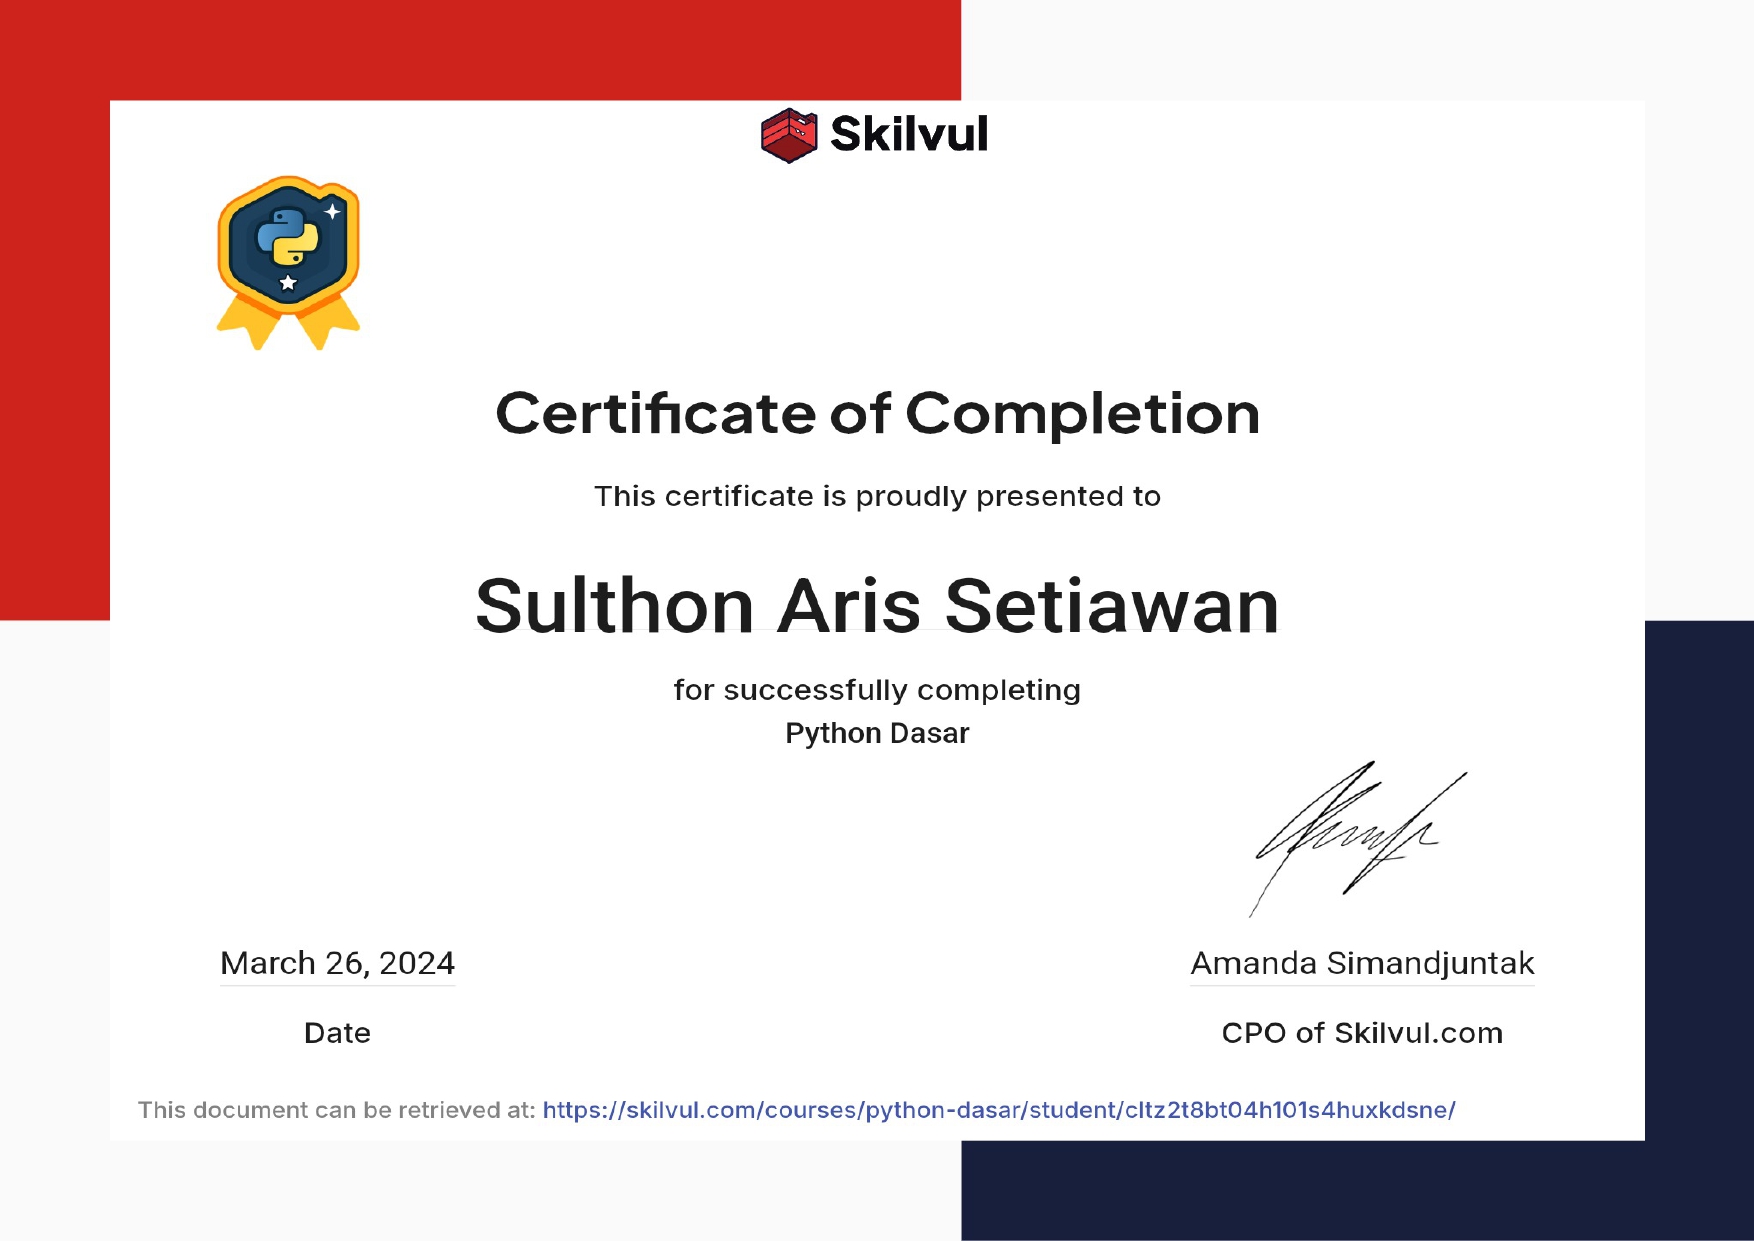 Skilvul
Certificate of Completion
This certificate is proudly presented to
Sulthon Aris Setiawan
for successfully completing
Python Dasar
March 26, 2024
Amanda Simandjuntak
Date
CPO of Skilvul.com
This document can be retrieved at: https://skilvul.com/courses/python-dasar/student/cltz2t8bt04h101s4huxkdsne/